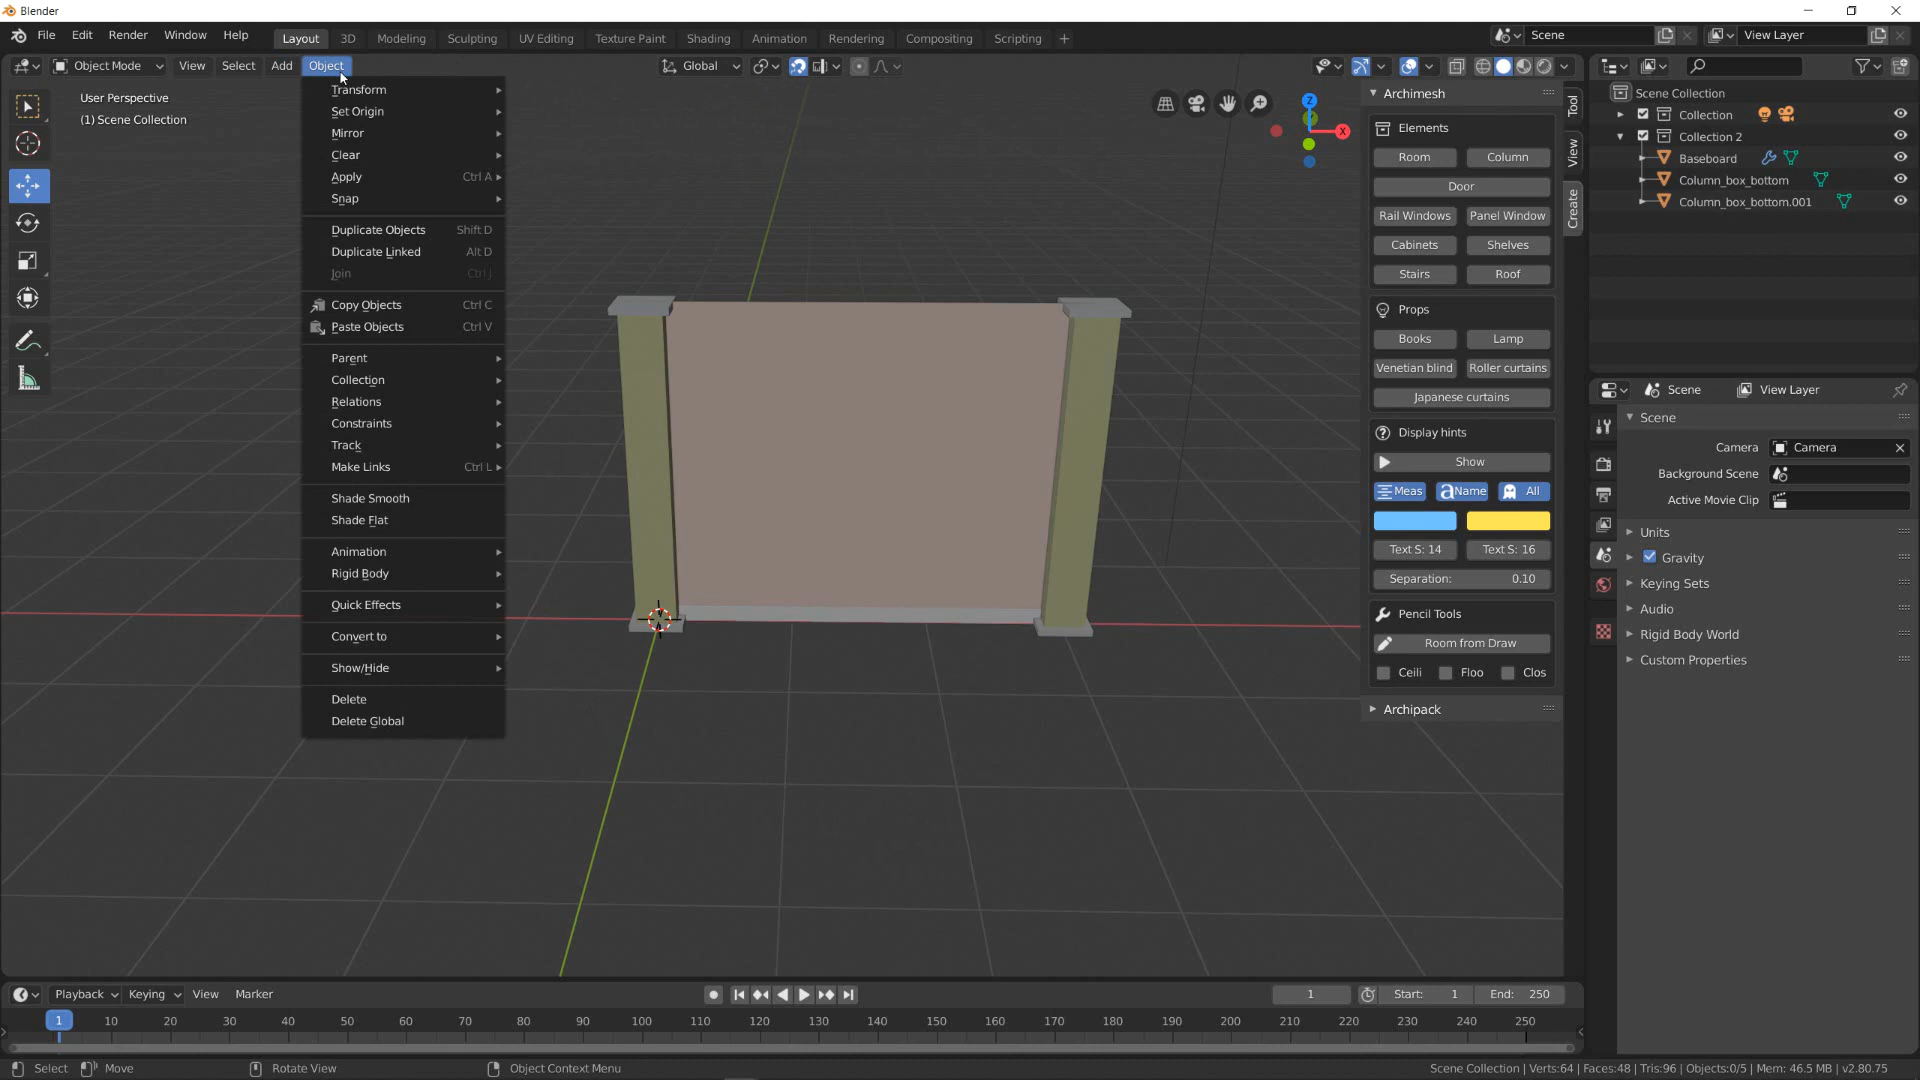 Blender
File Edit Render Window Help Layout 3D Modeling Sculpting UV Editing Texture Paint Shading Animation Rendering Compositing Scripting + Scene View Layer
Object Mode View Select Add Object Global
User Perspective
(1) Scene Collection
Transform
Set Origin
Mirror
Clear
Apply Ctrl A
Snap
Duplicate Objects Shift D
Duplicate Linked Alt D
Join Ctrl J
Copy Objects Ctrl C
Paste Objects Ctrl V
Parent
Collection
Relations
Constraints
Track
Make Links Ctrl L
Shade Smooth
Shade Flat
Animation
Rigid Body
Quick Effects
Convert to
Show/Hide
Delete
Delete Global
Z
X
Archimesh
Elements
Room Column
Door
Rail Windows Panel Window
Cabinets Shelves
Stairs Roof
Props
Books Lamp
Venetian blind Roller curtains
Japanese curtains
Display hints
Show
Meas aName All
Text S: 14 Text S: 16
Separation: 0.10
Pencil Tools
Room from Draw
Ceili Floo Clos
Archipack
Tool
View
Create
Scene Collection
Collection
Collection 2
Baseboard
Column_box_bottom
Column_box_bottom.001
Scene View Layer
Scene
Camera Camera
Background Scene
Active Movie Clip
Units
Gravity
Keying Sets
Audio
Rigid Body World
Custom Properties
Playback Keying View Marker 1 Start: 1 End: 250
1 10 20 30 40 50 60 70 80 90 100 110 120 130 140 150 160 170 180 190 200 210 220 230 240 250
Select Move Rotate View Object Context Menu Scene Collection | Verts:64 | Faces:48 | Tris:96 | Objects:0/5 | Mem: 46.5 MB | v2.80.75